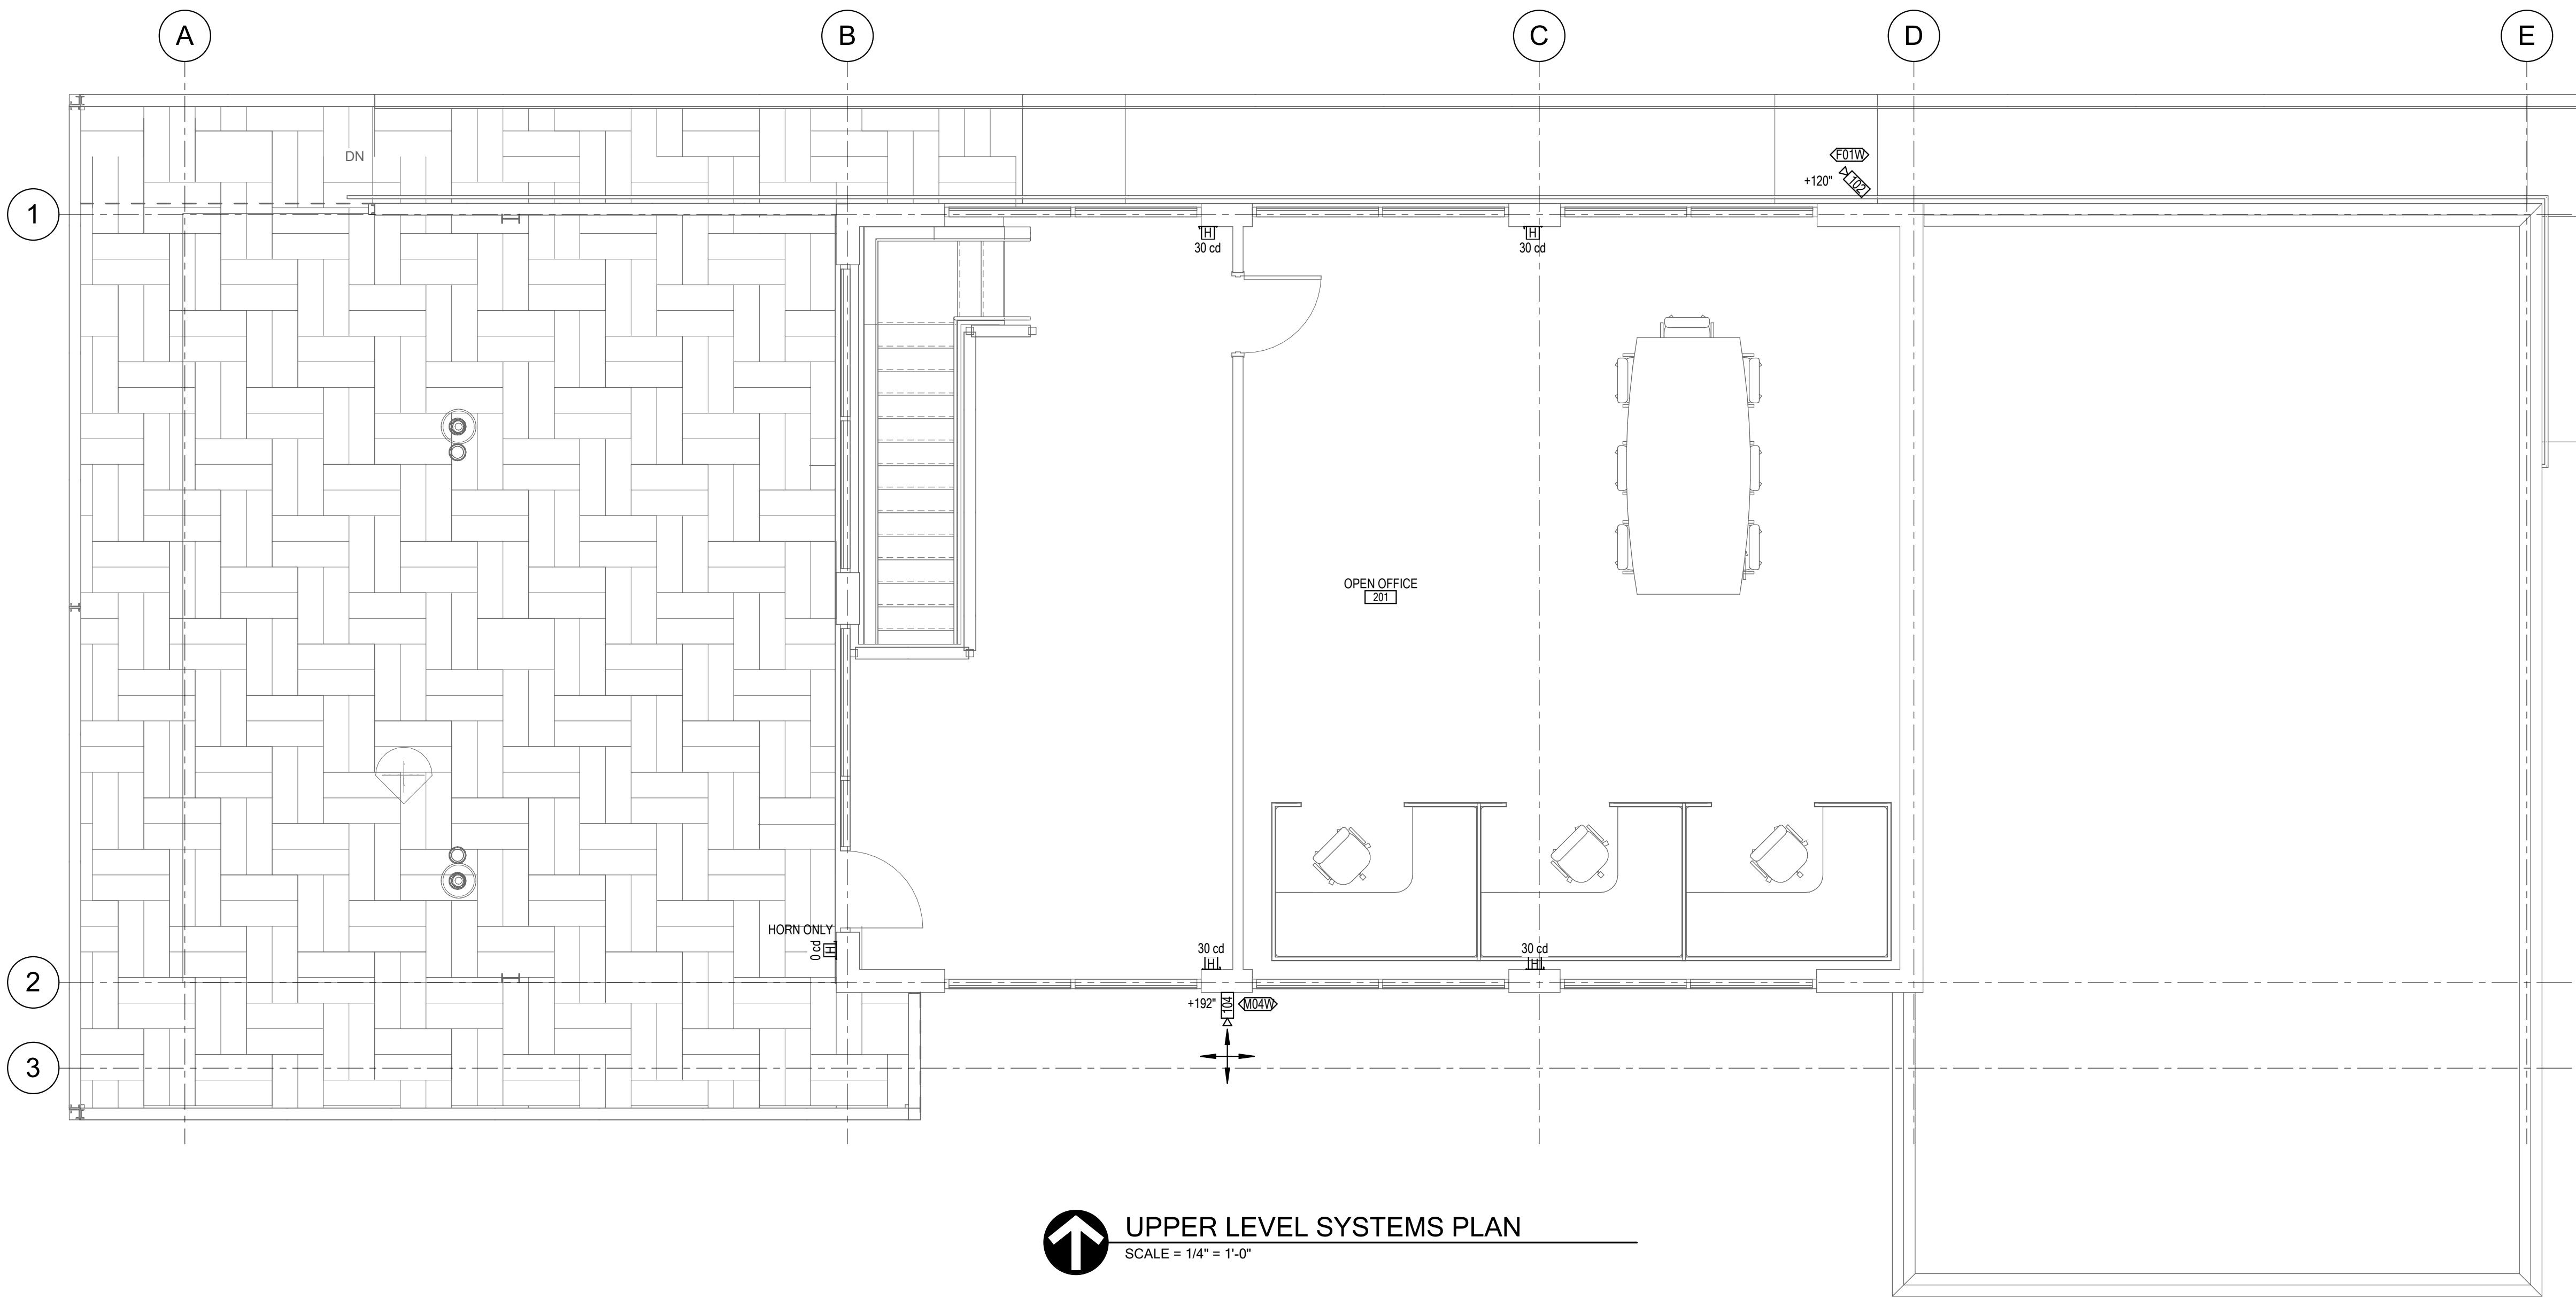 A
B
C
D
E
DN
F01W
+120"
102
1
H
30 cd
H
30 cd
OPEN OFFICE
201
HORN ONLY
0 cd
H
30 cd
H
30 cd
H
2
+192"
104
M04W
3
UPPER LEVEL SYSTEMS PLAN
SCALE = 1/4" = 1'-0"